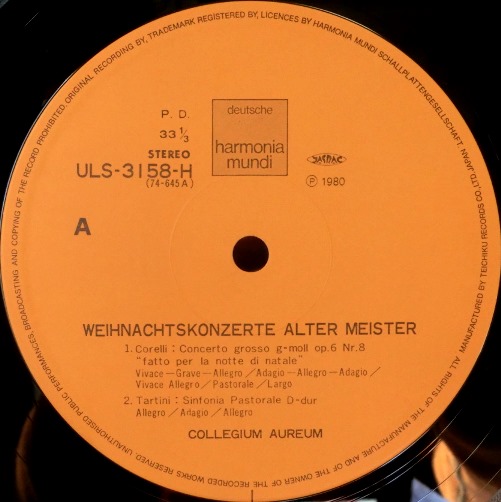 P. D.
33 1/3
STEREO
ULS-3158-H
(74-645A)
deutsche
harmonia
mundi
JASRAC
Ⓟ 1980
A
WEIHNACHTSKONZERTE ALTER MEISTER
1. Corelli : Concerto grosso g-moll op.6 Nr.8
"fatto per la notte di natale"
Vivace—Grave—Allegro／Adagio—Allegro—Adagio／
Vivace Allegro／Pastorale／Largo
2. Tartini : Sinfonia Pastorale D-dur
Allegro／Adagio／Allegro
COLLEGIUM AUREUM
ALL RIGHTS OF THE MANUFACTURE AND OF THE OWNER OF THE RECORDED WORKS RESERVED. UNAUTHORISED PUBLIC PERFORMANCES, BROADCASTING AND COPYING OF THE RECORD PROHIBITED. ORIGINAL RECORDING BY, TRADEMARK REGISTERED BY, LICENCES BY HARMONIA MUNDI SCHALLPLATTENGESELLSCHAFT. MANUFACTURED BY TEICHIKU RECORDS CO., LTD. JAPAN